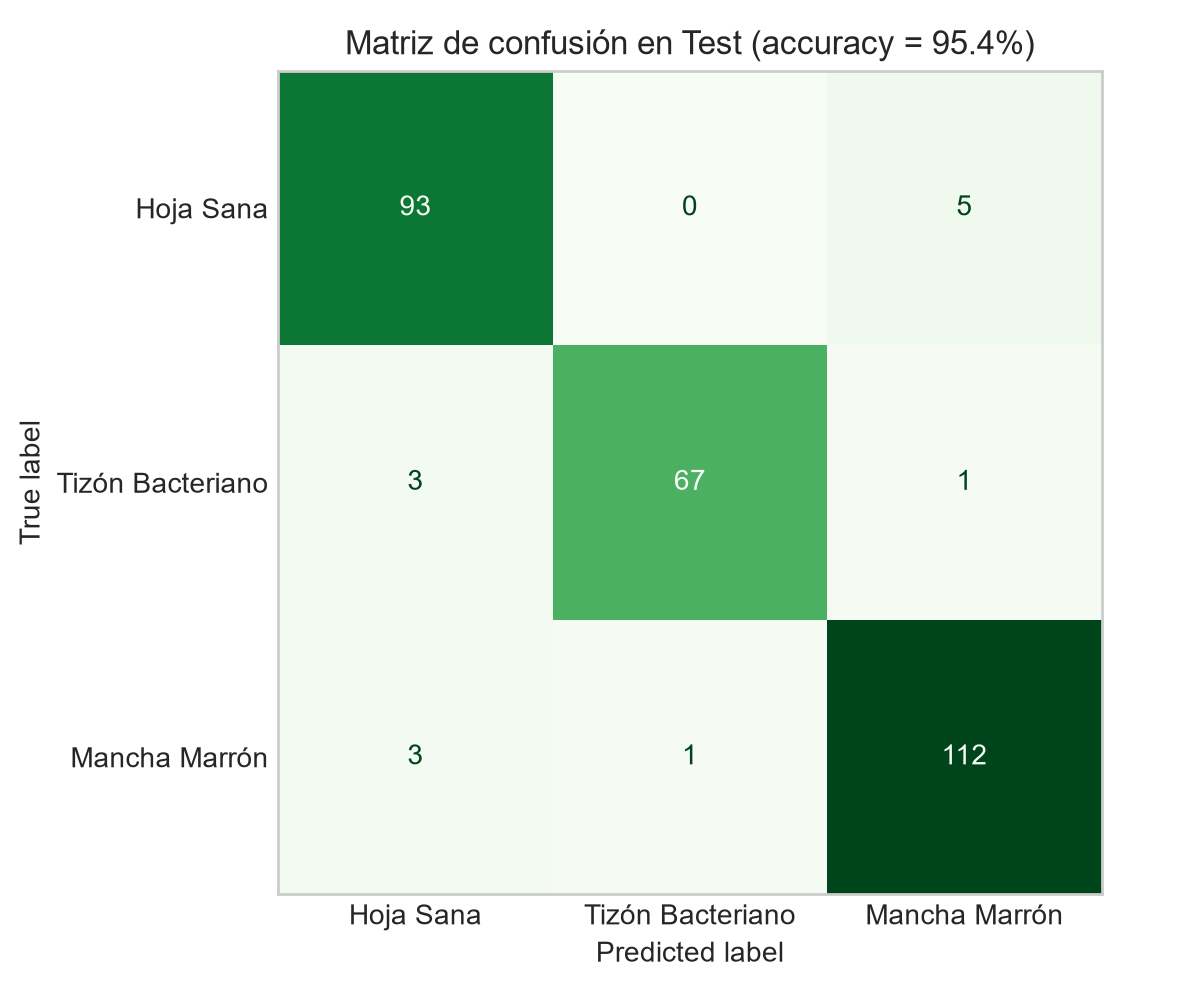 Matriz de confusión en Test (accuracy = 95.4%)
Hoja Sana 93 0 5
Tizón Bacteriano 3 67 1
Mancha Marrón 3 1 112
True label
Hoja Sana Tizón Bacteriano Mancha Marrón
Predicted label